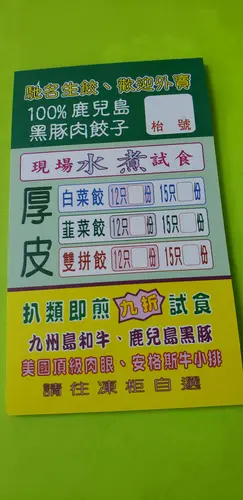 馳名生餃、歡迎外賣
100% 鹿兒島
黑豚肉餃子
枱號
現場水煮試食
厚皮
白菜餃 12只 份 15只 份
韮菜餃 12只 份 15只 份
雙拼餃 12只 份 15只 份
扒類即煎九折試食
九州島和牛、鹿兒島黑豚
美國頂級肉眼、安格斯牛小排
請往凍柜自選